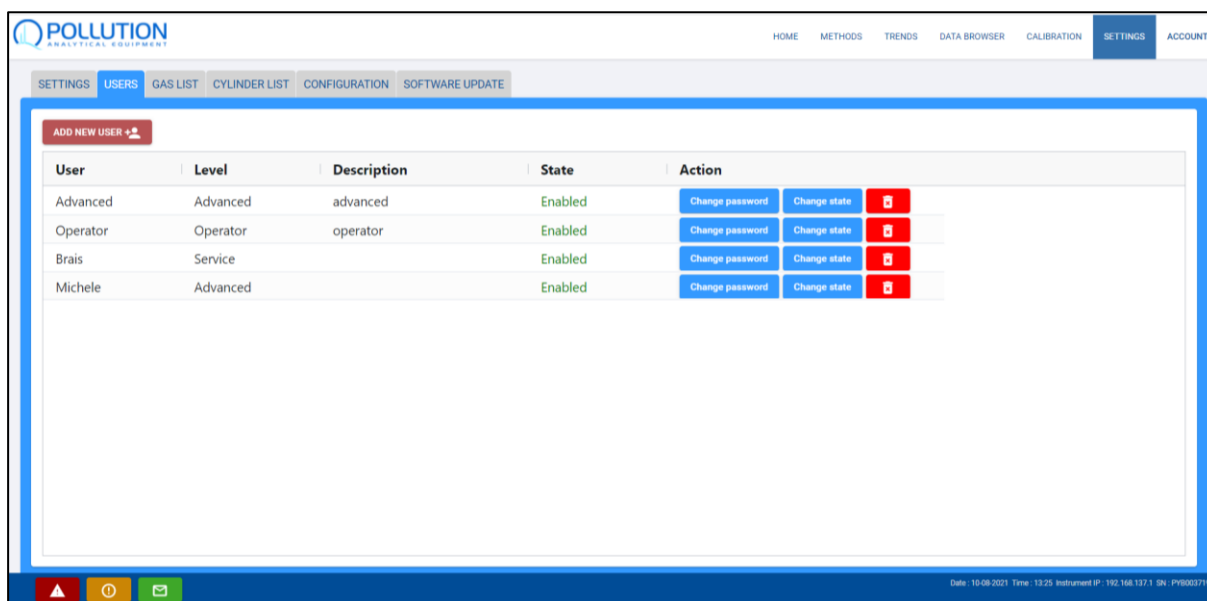 POLLUTION
ANALYTICAL EQUIPMENT
HOME METHODS TRENDS DATA BROWSER CALIBRATION SETTINGS ACCOUNT
SETTINGS USERS GAS LIST CYLINDER LIST CONFIGURATION SOFTWARE UPDATE
ADD NEW USER
User Level Description State Action
Advanced Advanced advanced Enabled Change password Change state
Operator Operator operator Enabled Change password Change state
Brais Service Enabled Change password Change state
Michele Advanced Enabled Change password Change state
Date : 10-08-2021 Time : 13:25 Instrument IP : 192.168.137.1 SN :